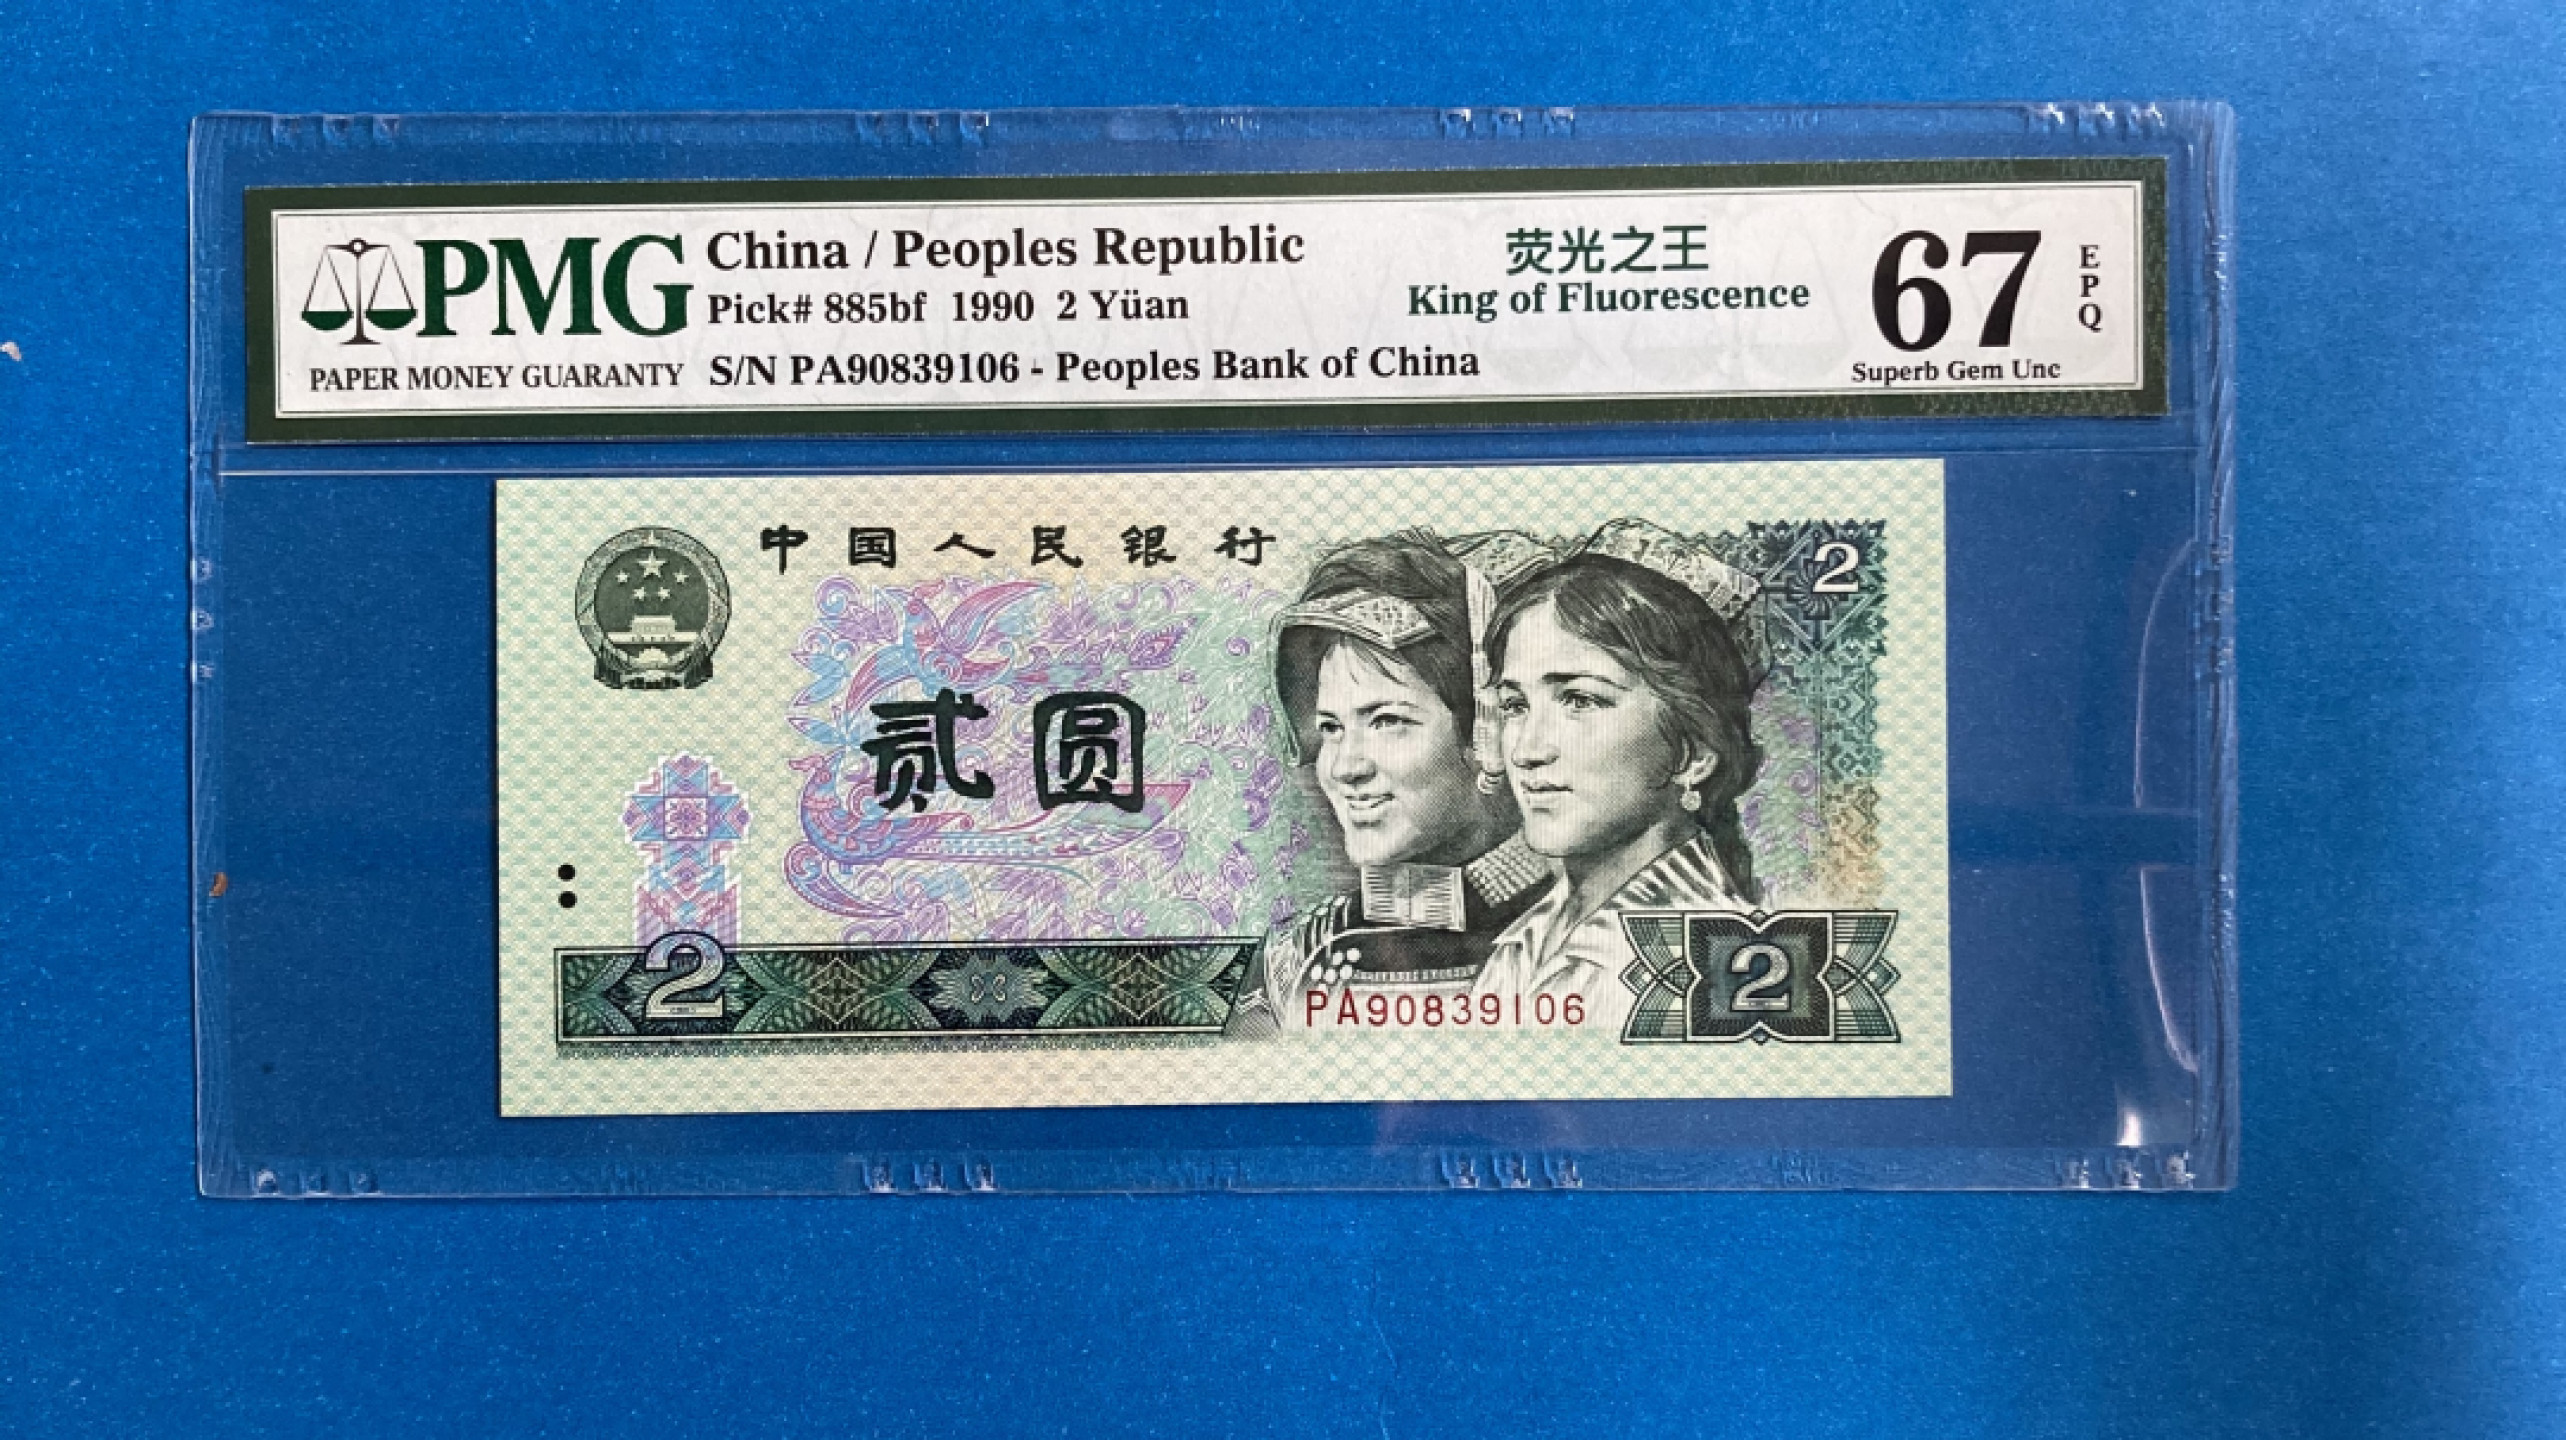 PMG
PAPER MONEY GUARANTY
China / Peoples Republic
Pick# 885bf 1990 2 Yüan
S/N PA90839106 - Peoples Bank of China
荧光之王
King of Fluorescence
67
EPQ
Superb Gem Unc
中国人民银行
2
贰圆
2
PA90839106
2